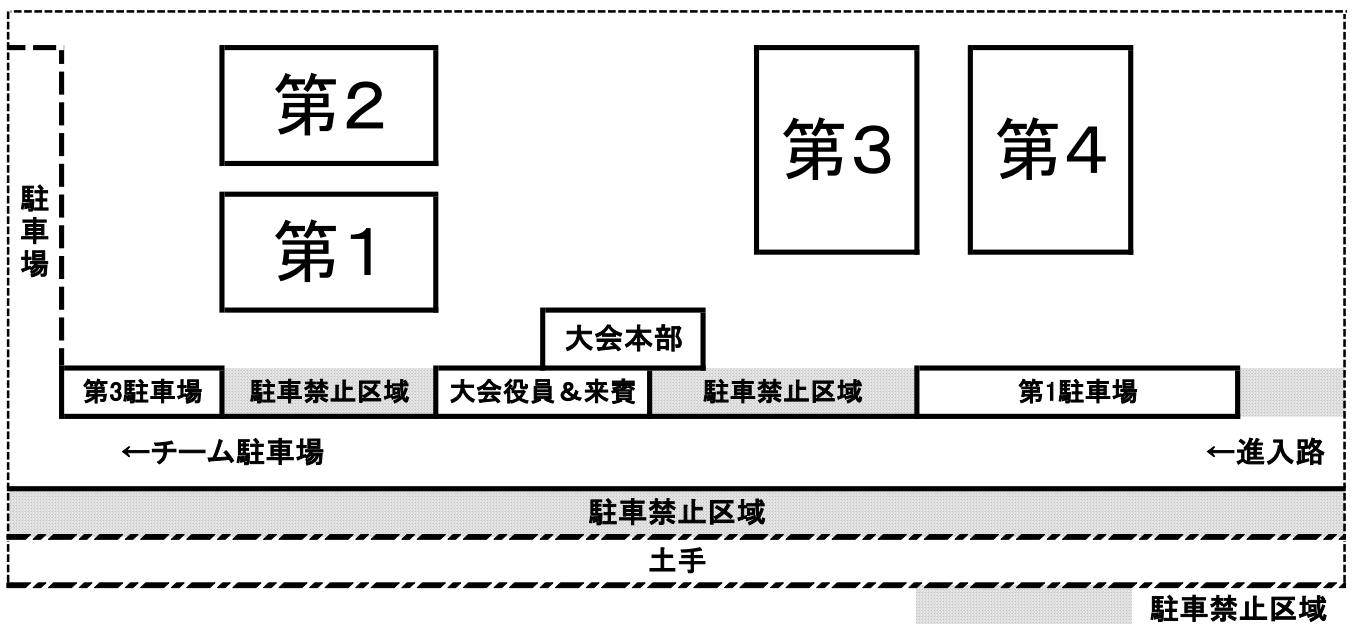 第2
第3
第4
駐車場
第1
大会本部
第3駐車場
駐車禁止区域
大会役員＆来賓
駐車禁止区域
第1駐車場
←チーム駐車場
←進入路
駐車禁止区域
土手
駐車禁止区域